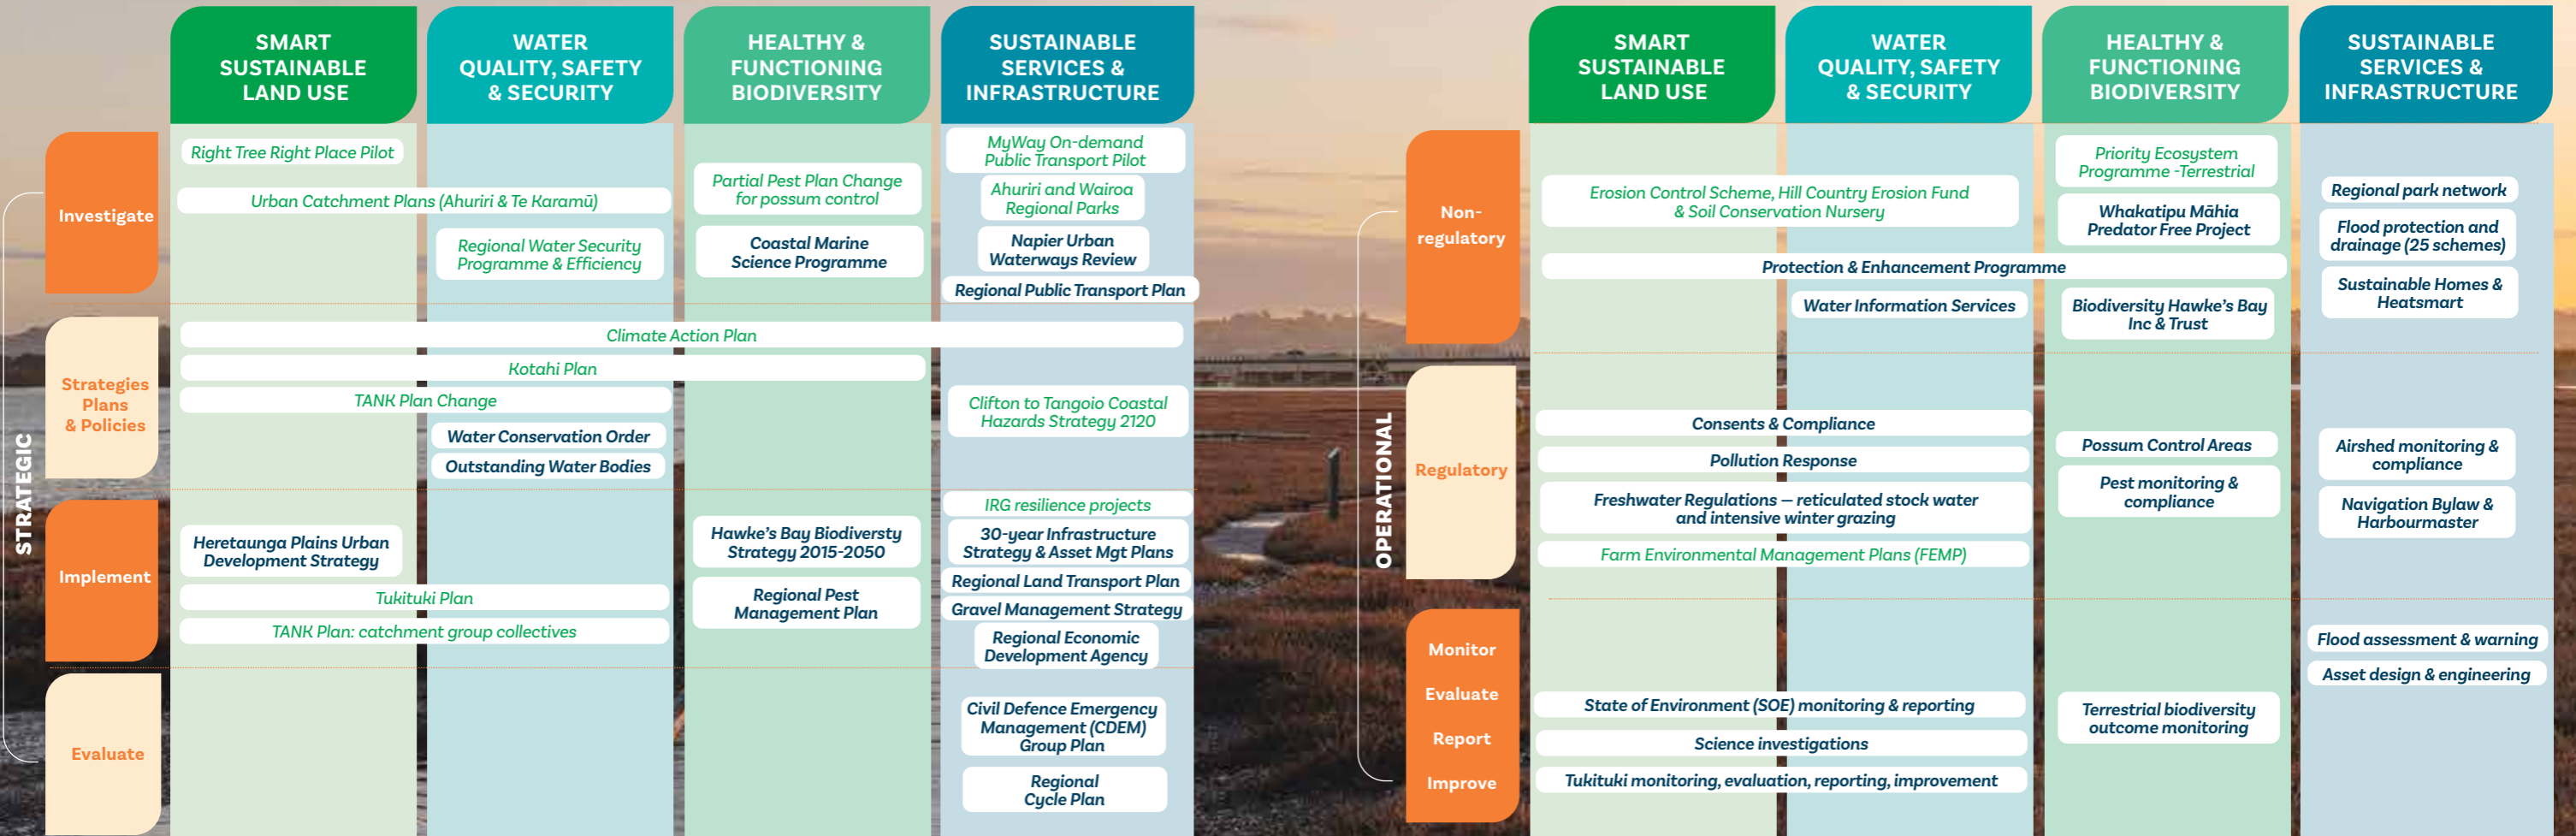 SMART
SUSTAINABLE
LAND USE
WATER
QUALITY, SAFETY
& SECURITY
HEALTHY &
FUNCTIONING
BIODIVERSITY
SUSTAINABLE
SERVICES &
INFRASTRUCTURE
STRATEGIC
Investigate
Right Tree Right Place Pilot
Urban Catchment Plans (Ahuriri & Te Karamū)
Regional Water Security
Programme & Efficiency
Partial Pest Plan Change
for possum control
Coastal Marine
Science Programme
MyWay On-demand
Public Transport Pilot
Ahuriri and Wairoa
Regional Parks
Napier Urban
Waterways Review
Regional Public Transport Plan
Strategies
Plans
& Policies
Climate Action Plan
Kotahi Plan
TANK Plan Change
Water Conservation Order
Outstanding Water Bodies
Clifton to Tangoio Coastal
Hazards Strategy 2120
Implement
Heretaunga Plains Urban
Development Strategy
Tukituki Plan
TANK Plan: catchment group collectives
Hawke's Bay Biodiversty
Strategy 2015-2050
Regional Pest
Management Plan
IRG resilience projects
30-year Infrastructure
Strategy & Asset Mgt Plans
Regional Land Transport Plan
Gravel Management Strategy
Regional Economic
Development Agency
Evaluate
Civil Defence Emergency
Management (CDEM)
Group Plan
Regional
Cycle Plan
SMART
SUSTAINABLE
LAND USE
WATER
QUALITY, SAFETY
& SECURITY
HEALTHY &
FUNCTIONING
BIODIVERSITY
SUSTAINABLE
SERVICES &
INFRASTRUCTURE
OPERATIONAL
Non-
regulatory
Erosion Control Scheme, Hill Country Erosion Fund
& Soil Conservation Nursery
Protection & Enhancement Programme
Water Information Services
Priority Ecosystem
Programme -Terrestrial
Whakatipu Māhia
Predator Free Project
Biodiversity Hawke's Bay
Inc & Trust
Regional park network
Flood protection and
drainage (25 schemes)
Sustainable Homes &
Heatsmart
Regulatory
Consents & Compliance
Pollution Response
Freshwater Regulations – reticulated stock water
and intensive winter grazing
Farm Environmental Management Plans (FEMP)
Possum Control Areas
Pest monitoring &
compliance
Airshed monitoring &
compliance
Navigation Bylaw &
Harbourmaster
Monitor
Evaluate
Report
Improve
State of Environment (SOE) monitoring & reporting
Science investigations
Tukituki monitoring, evaluation, reporting, improvement
Terrestrial biodiversity
outcome monitoring
Flood assessment & warning
Asset design & engineering